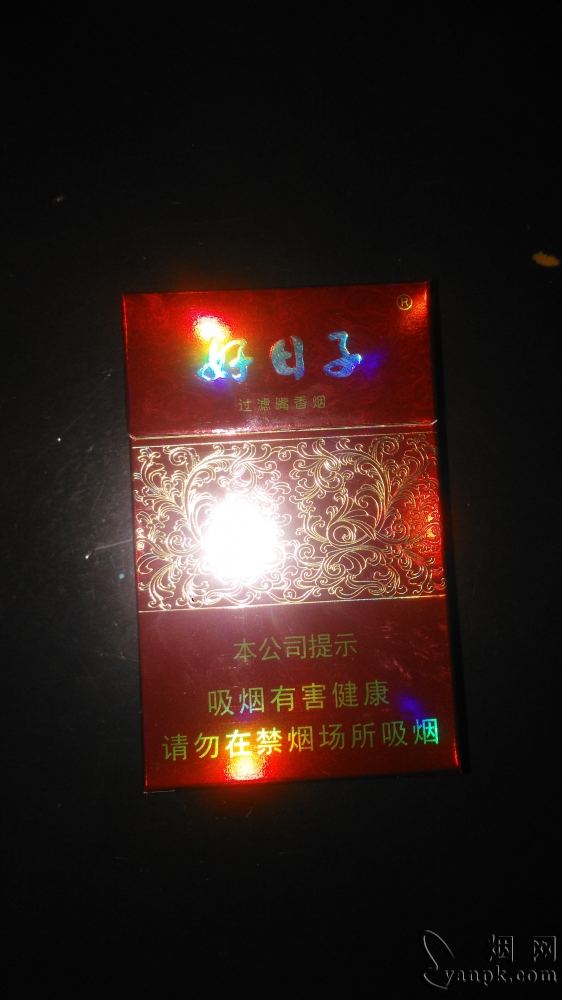 ®
好日子
过滤嘴香烟
本公司提示
吸烟有害健康
请勿在禁烟场所吸烟
烟网
yanpk.com